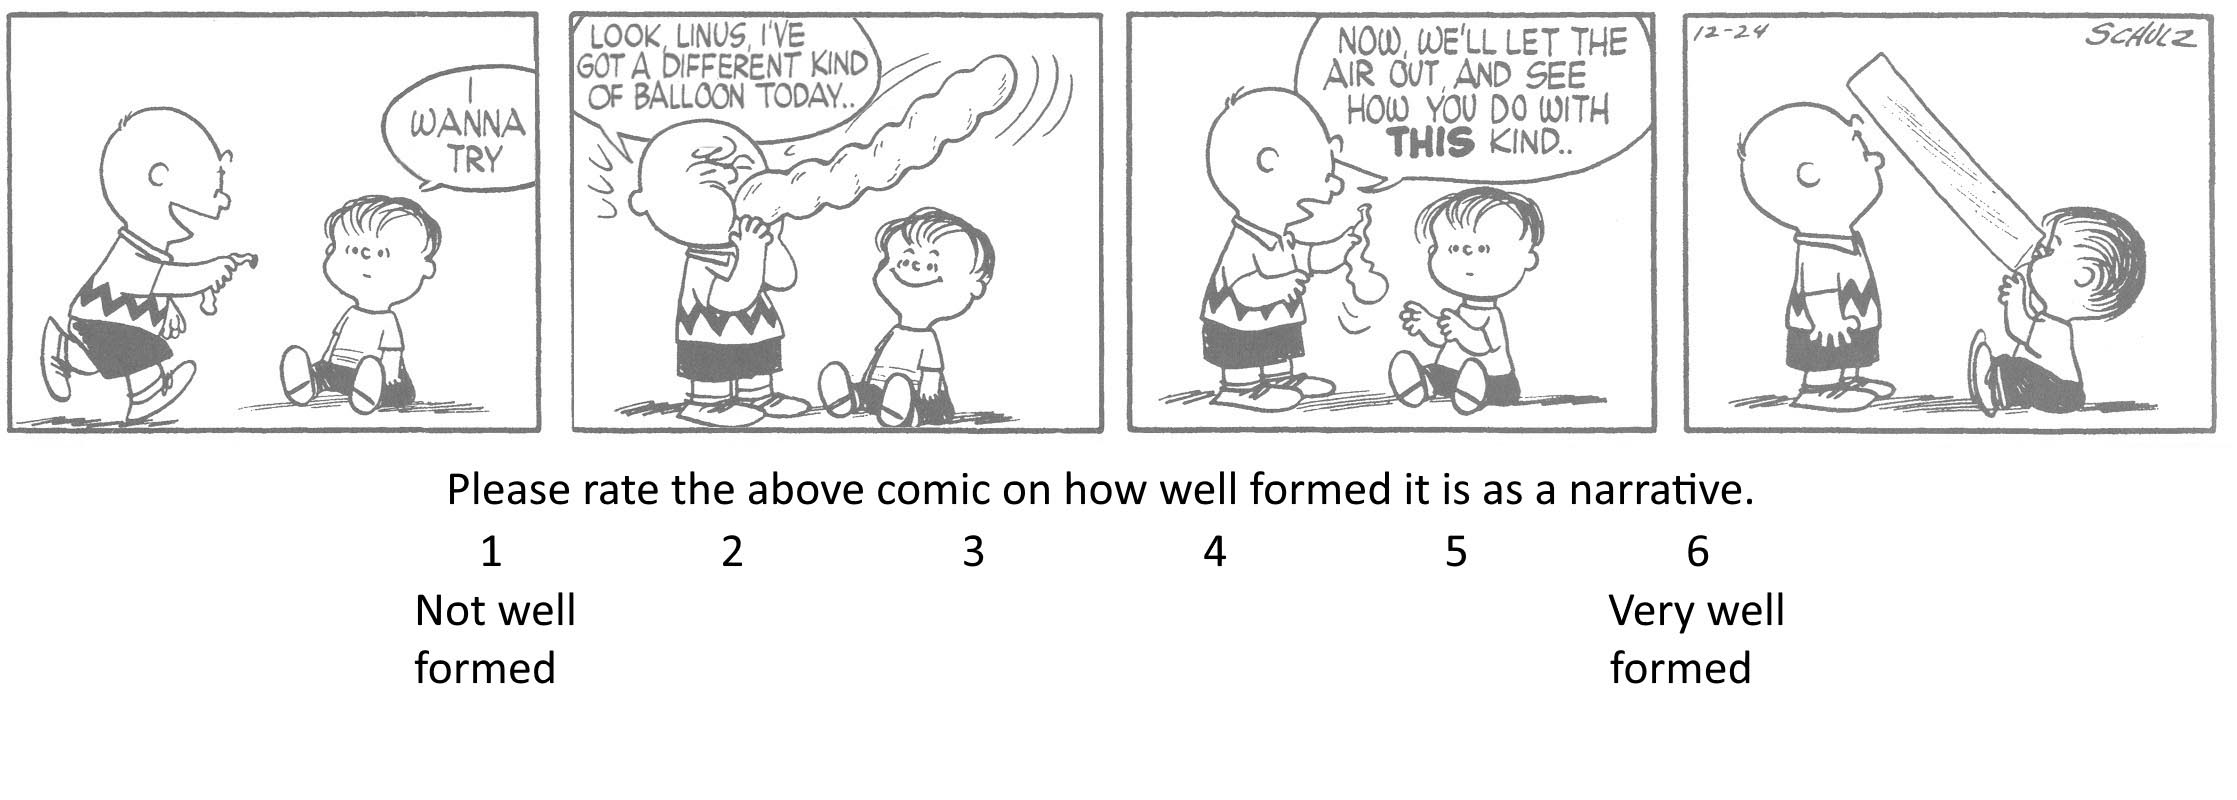 I
WANNA
TRY
LOOK, LINUS, I'VE
GOT A DIFFERENT KIND
OF BALLOON TODAY..
NOW, WE'LL LET THE
AIR OUT, AND SEE
HOW YOU DO WITH
THIS KIND..
12-24
SCHULZ
Please rate the above comic on how well formed it is as a narrative.
1 2 3 4 5 6
Not well
formed
Very well
formed